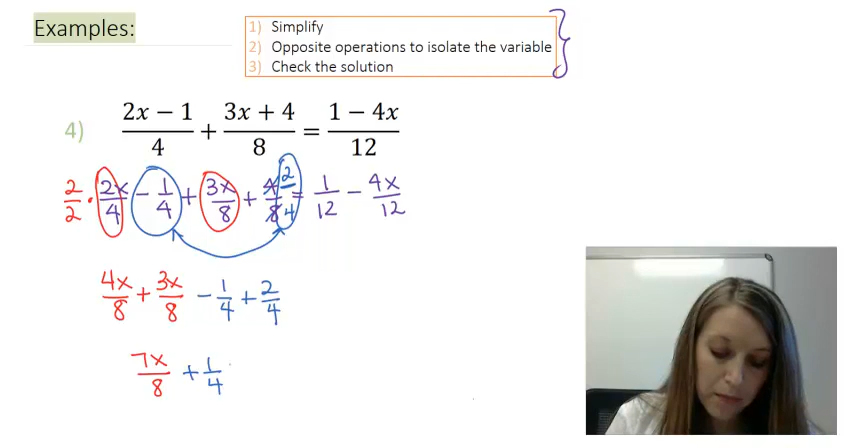 Examples:
1) Simplify
2) Opposite operations to isolate the variable
3) Check the solution
4) (2x − 1)/4 + (3x + 4)/8 = (1 − 4x)/12
2/2 · 2x/4 − 1/4 + 3x/8 + 4/8 2/4 = 1/12 − 4x/12
4x/8 + 3x/8 − 1/4 + 2/4
7x/8 + 1/4